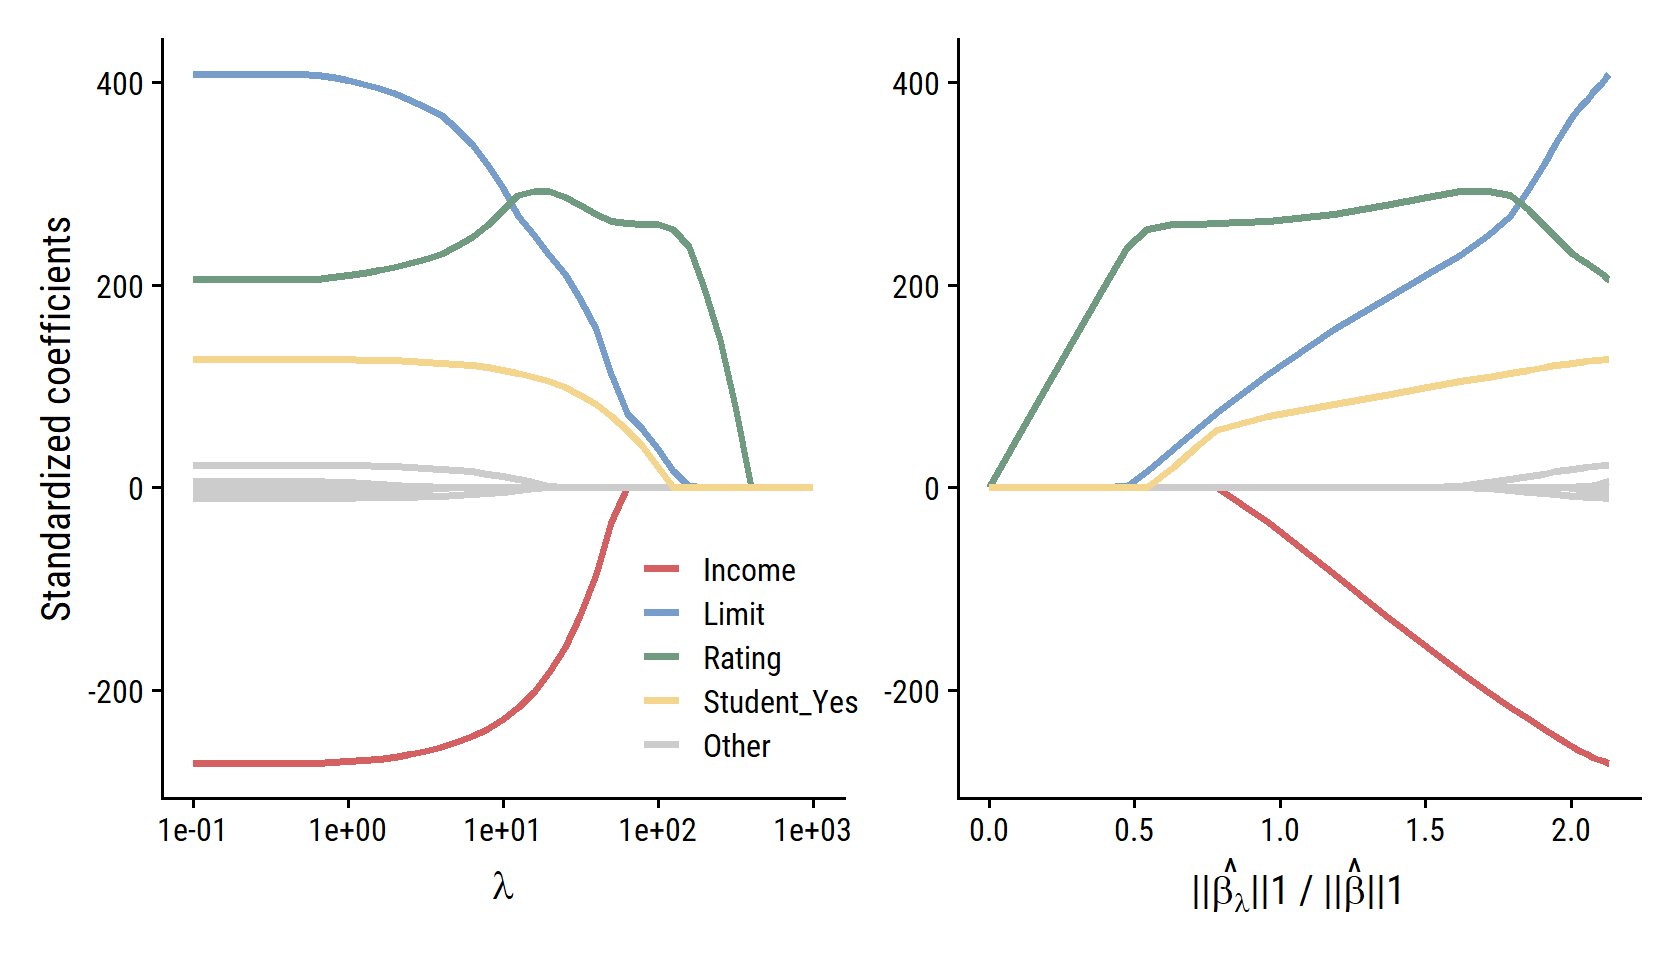 Standardized coefficients
400
200
0
-200
1e-01 1e+00 1e+01 1e+02 1e+03
λ
Income
Limit
Rating
Student_Yes
Other
400
200
0
-200
0.0 0.5 1.0 1.5 2.0
||β̂λ||1 / ||β̂||1